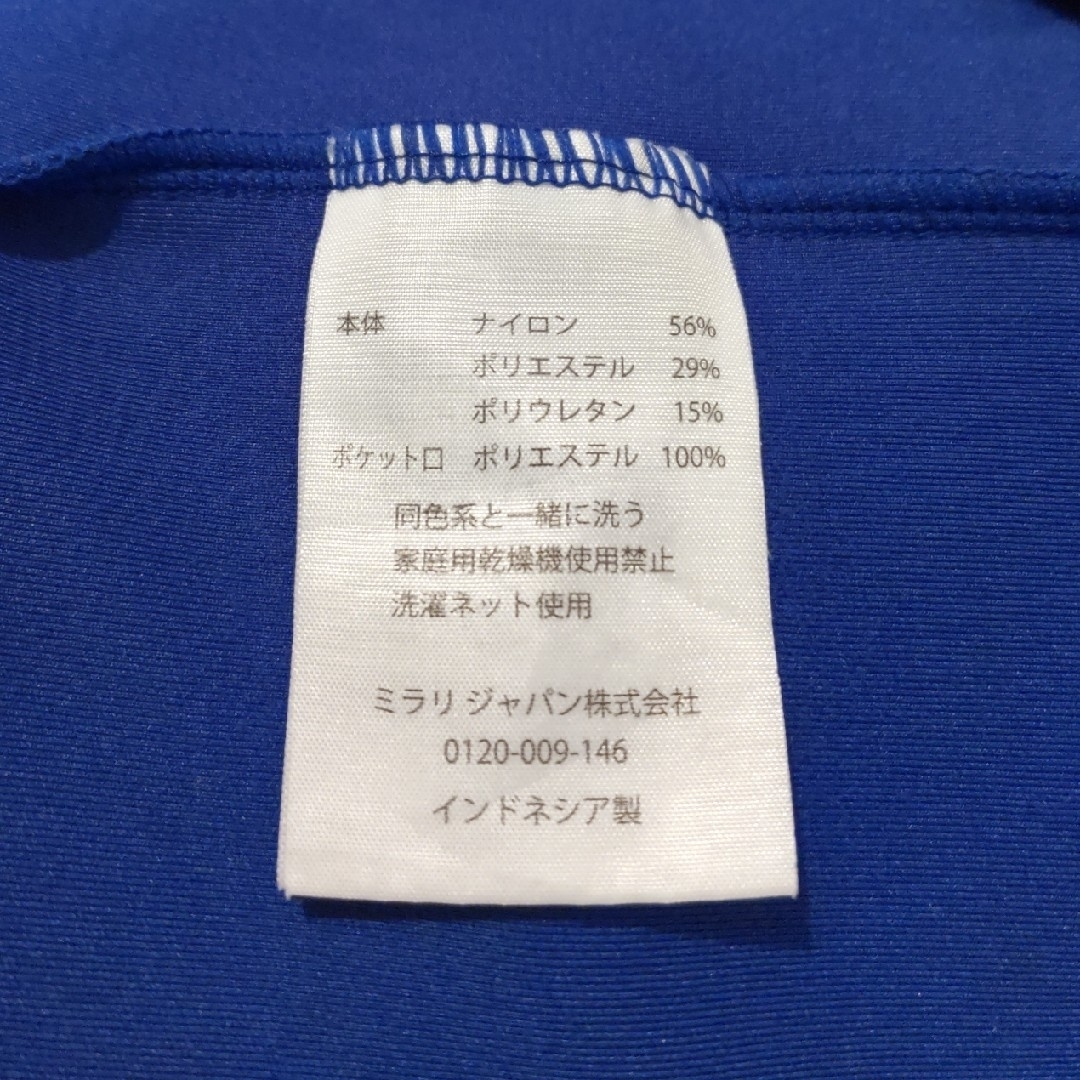 本体 ナイロン 56%
ポリエステル 29%
ポリウレタン 15%
ポケット口 ポリエステル 100%
同色系と一緒に洗う
家庭用乾燥機使用禁止
洗濯ネット使用
ミラリ ジャパン株式会社
0120-009-146
インドネシア製